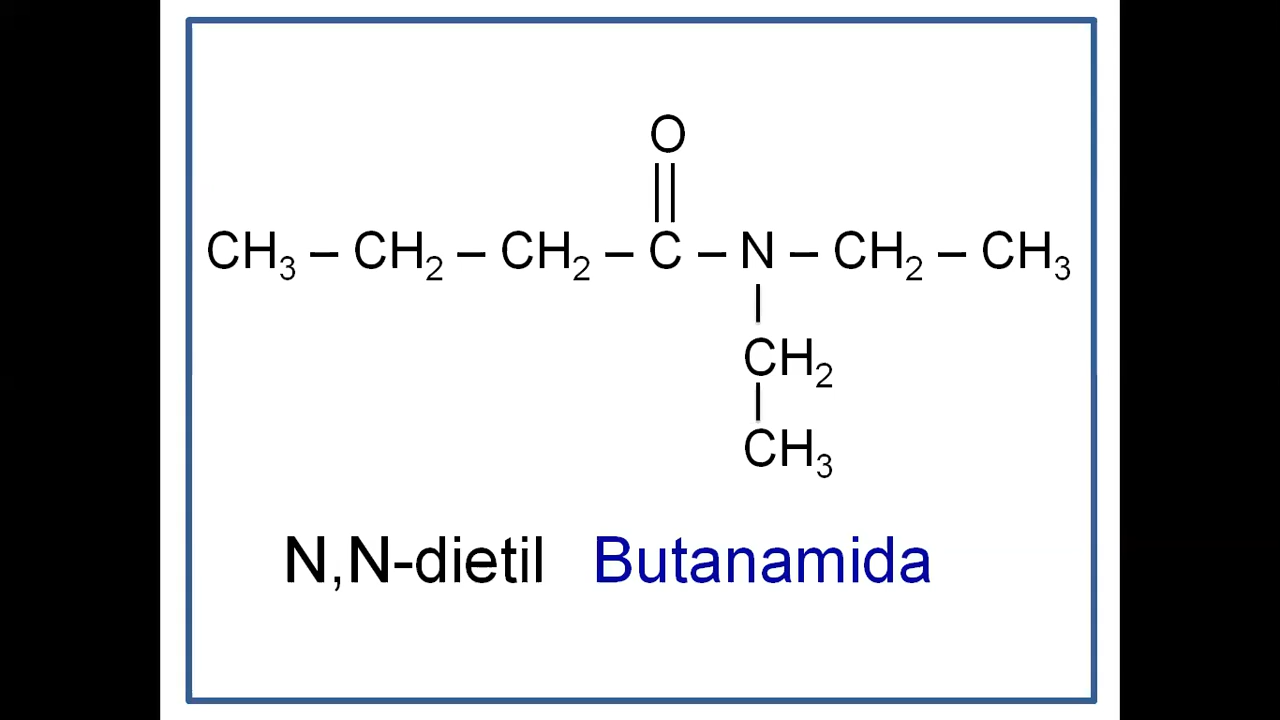 O
CH₃ – CH₂ – CH₂ – C – N – CH₂ – CH₃
CH₂
CH₃
N,N-dietil Butanamida